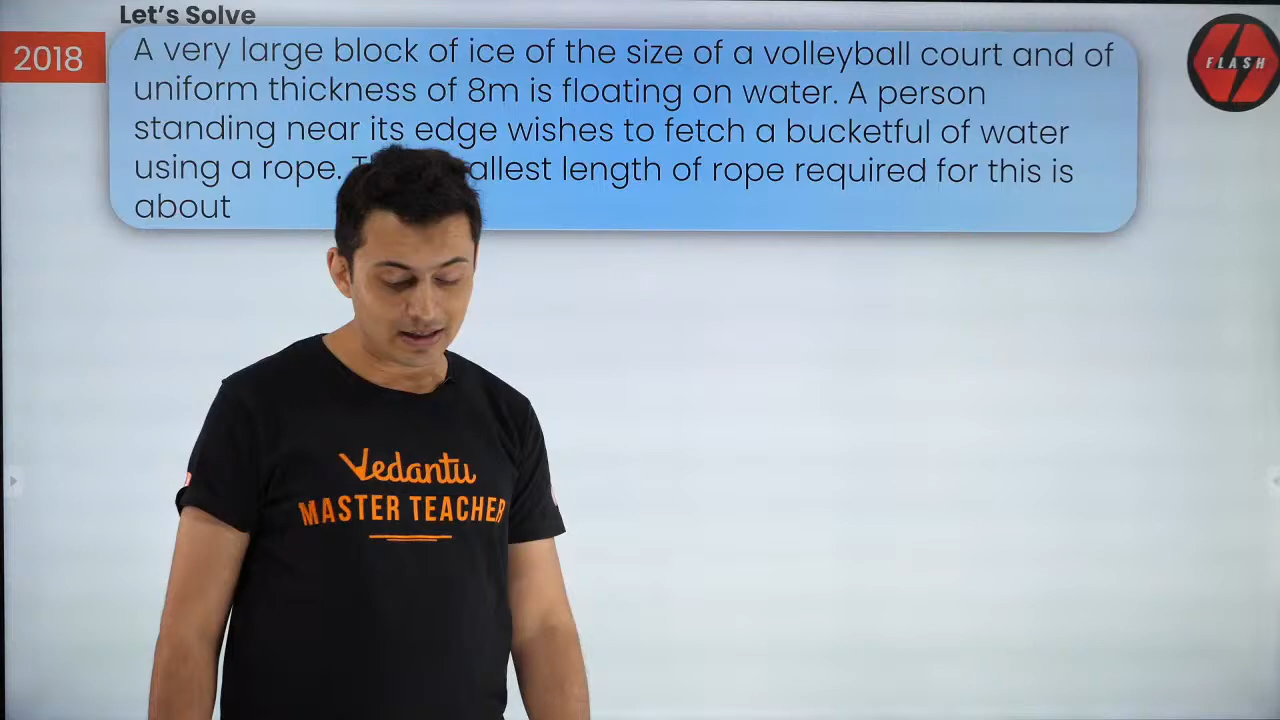 Let's Solve
2018
A very large block of ice of the size of a volleyball court and of
uniform thickness of 8m is floating on water. A person
standing near its edge wishes to fetch a bucketful of water
using a rope. length of rope required for this is
about
FLASH
Vedantu
MASTER TEACHER